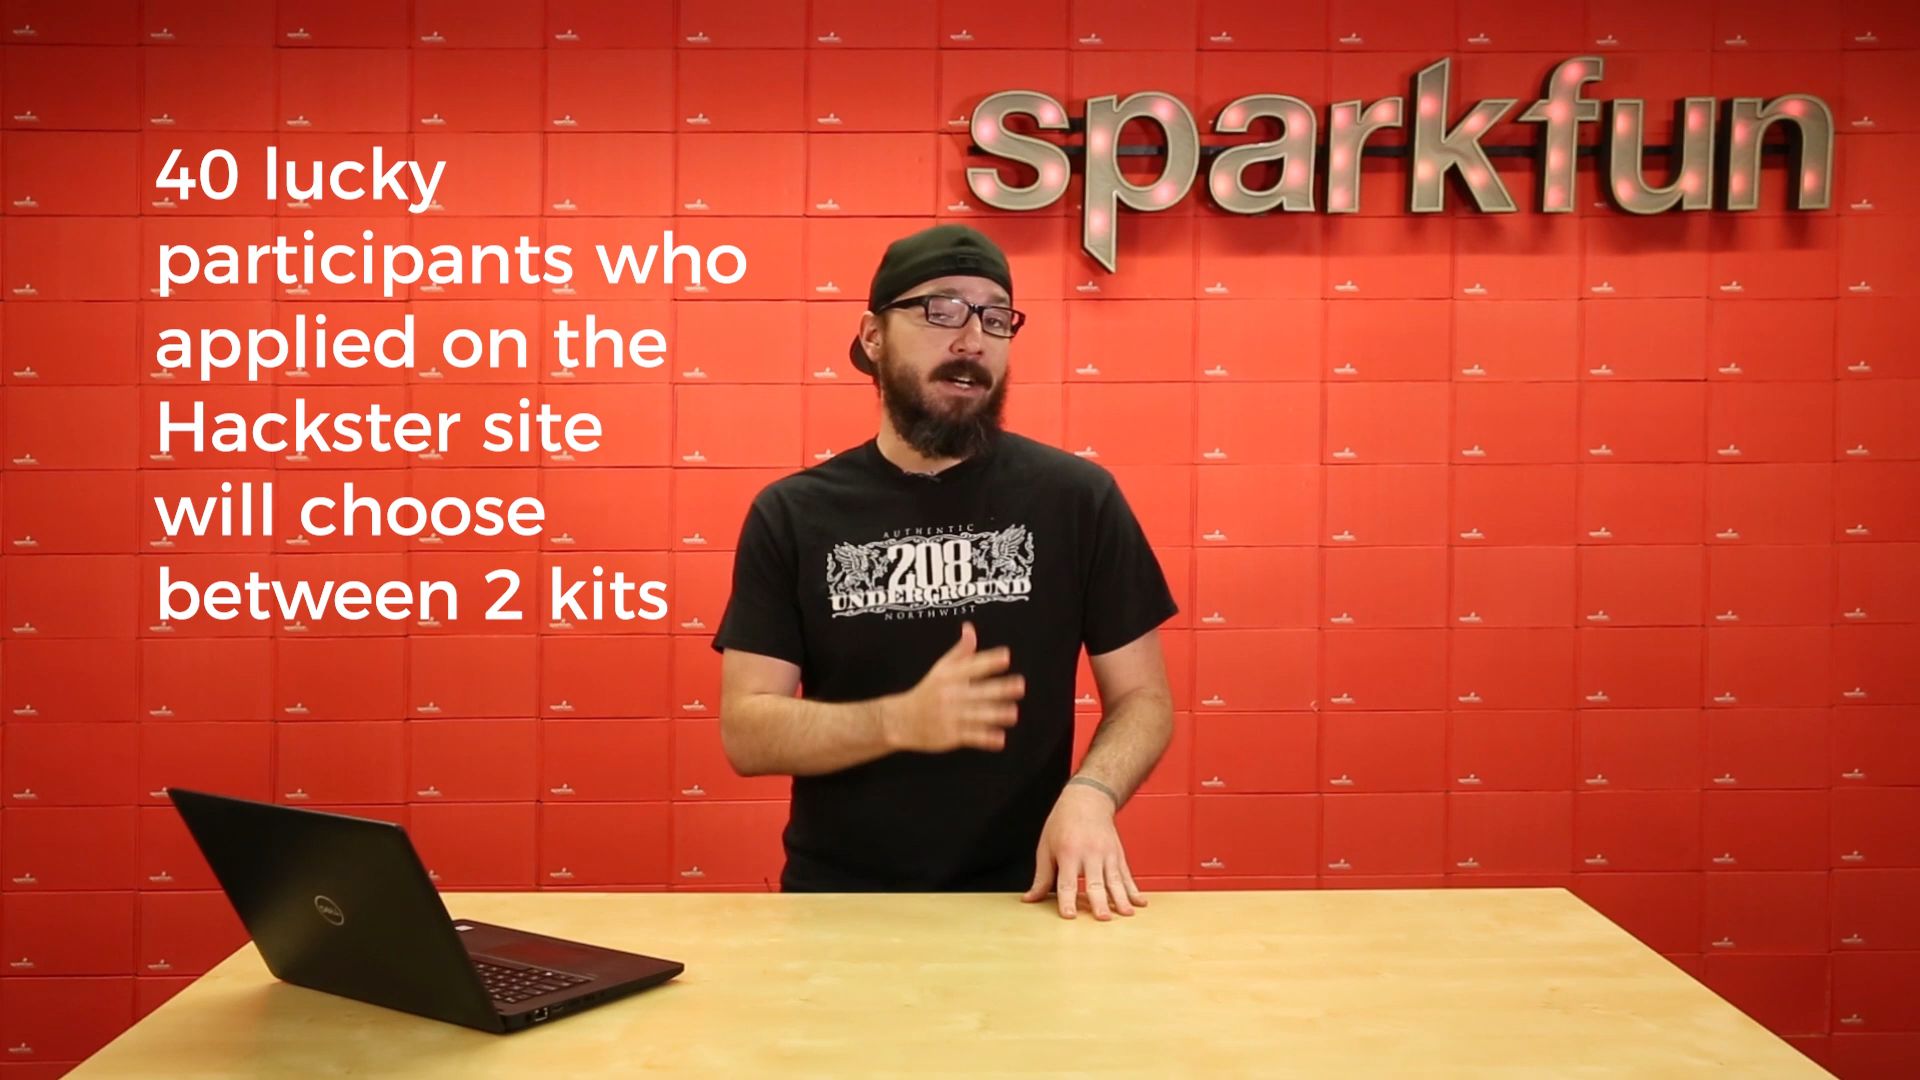 sparkfun
40 lucky
participants who
applied on the
Hackster site
will choose
between 2 kits
AUTHENTIC
208
UNDERGROUND
NORTHWEST
DELL